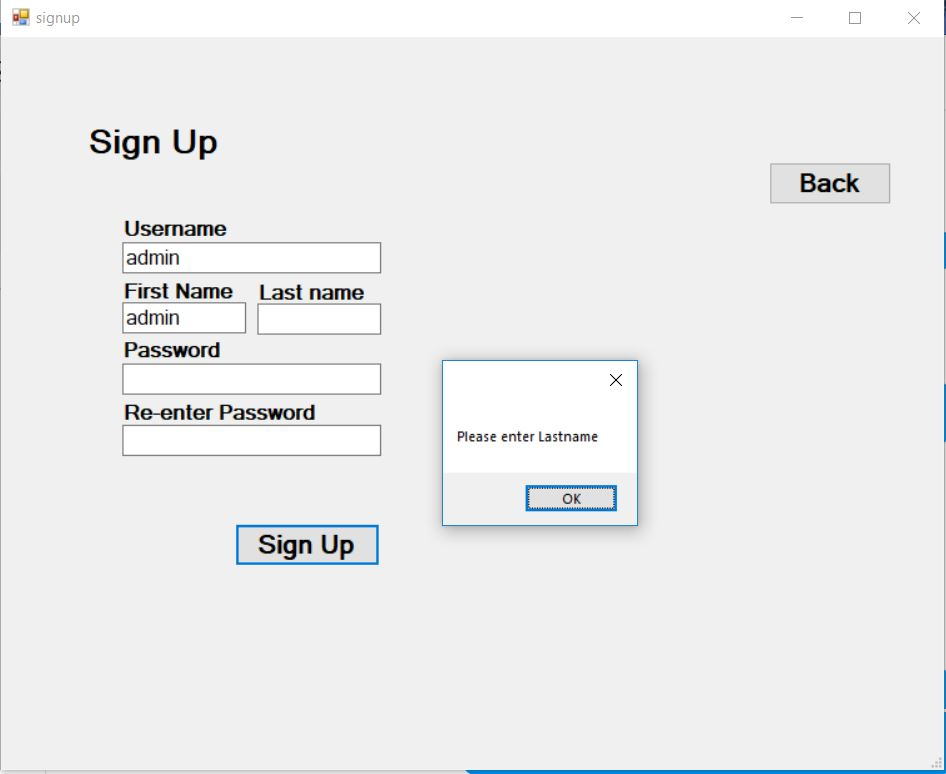 signup
Sign Up
Back
Username
admin
First Name Last name
admin
Password
Re-enter Password
Please enter Lastname
OK
Sign Up